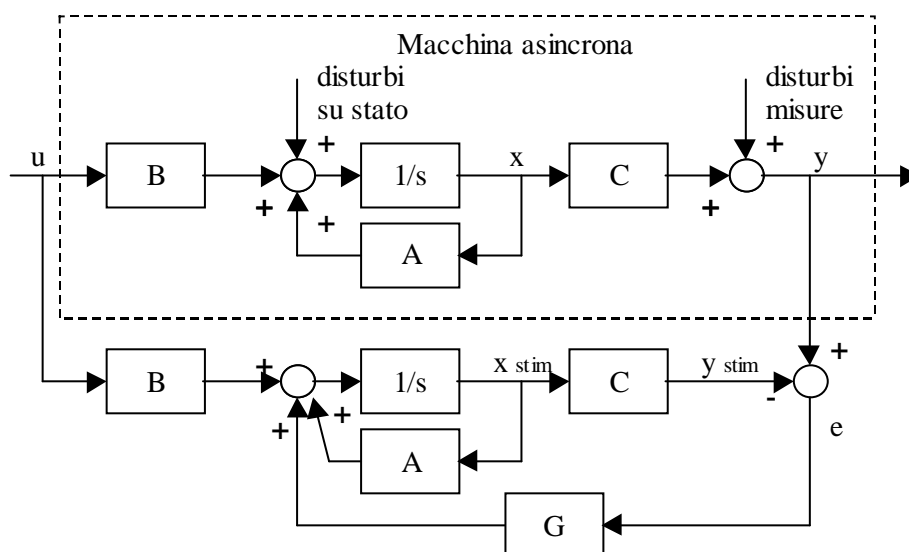 Macchina asincrona
disturbi
su stato
disturbi
misure
u
B
+
+
+
1/s
x
C
+
+
y
A
B
+
+
+
1/s
x stim
C
y stim
+
-
e
A
G